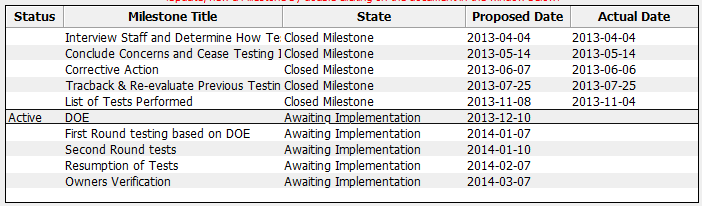 Update, view a Milestone by double clicking on the document in the window below.
Status Milestone Title State Proposed Date Actual Date
Interview Staff and Determine How Te Closed Milestone 2013-04-04 2013-04-04
Conclude Concerns and Cease Testing I Closed Milestone 2013-05-14 2013-05-14
Corrective Action Closed Milestone 2013-06-07 2013-06-06
Tracback & Re-evaluate Previous Testin Closed Milestone 2013-07-25 2013-07-25
List of Tests Performed Closed Milestone 2013-11-08 2013-11-04
Active DOE Awaiting Implementation 2013-12-10
First Round testing based on DOE Awaiting Implementation 2014-01-07
Second Round tests Awaiting Implementation 2014-01-10
Resumption of Tests Awaiting Implementation 2014-02-07
Owners Verification Awaiting Implementation 2014-03-07